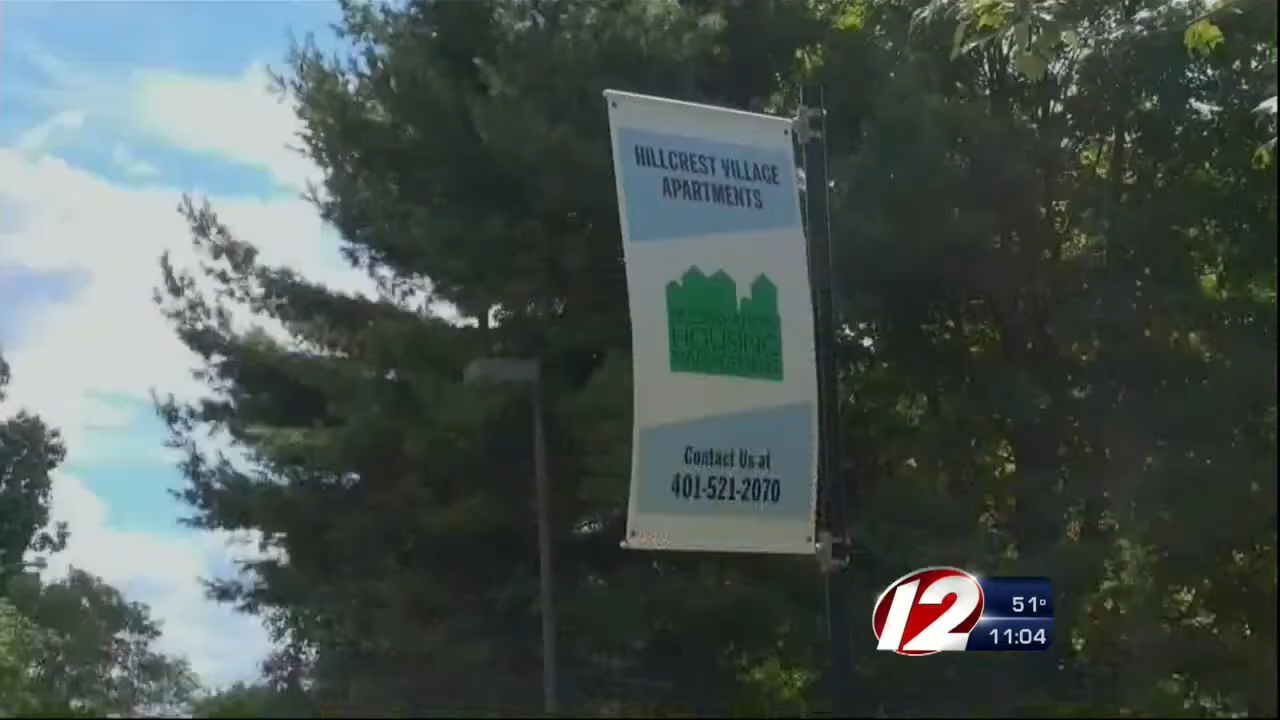 HILLCREST VILLAGE
APARTMENTS
HOUSING
Contact Us at
401-521-2070
12
51°
11:04